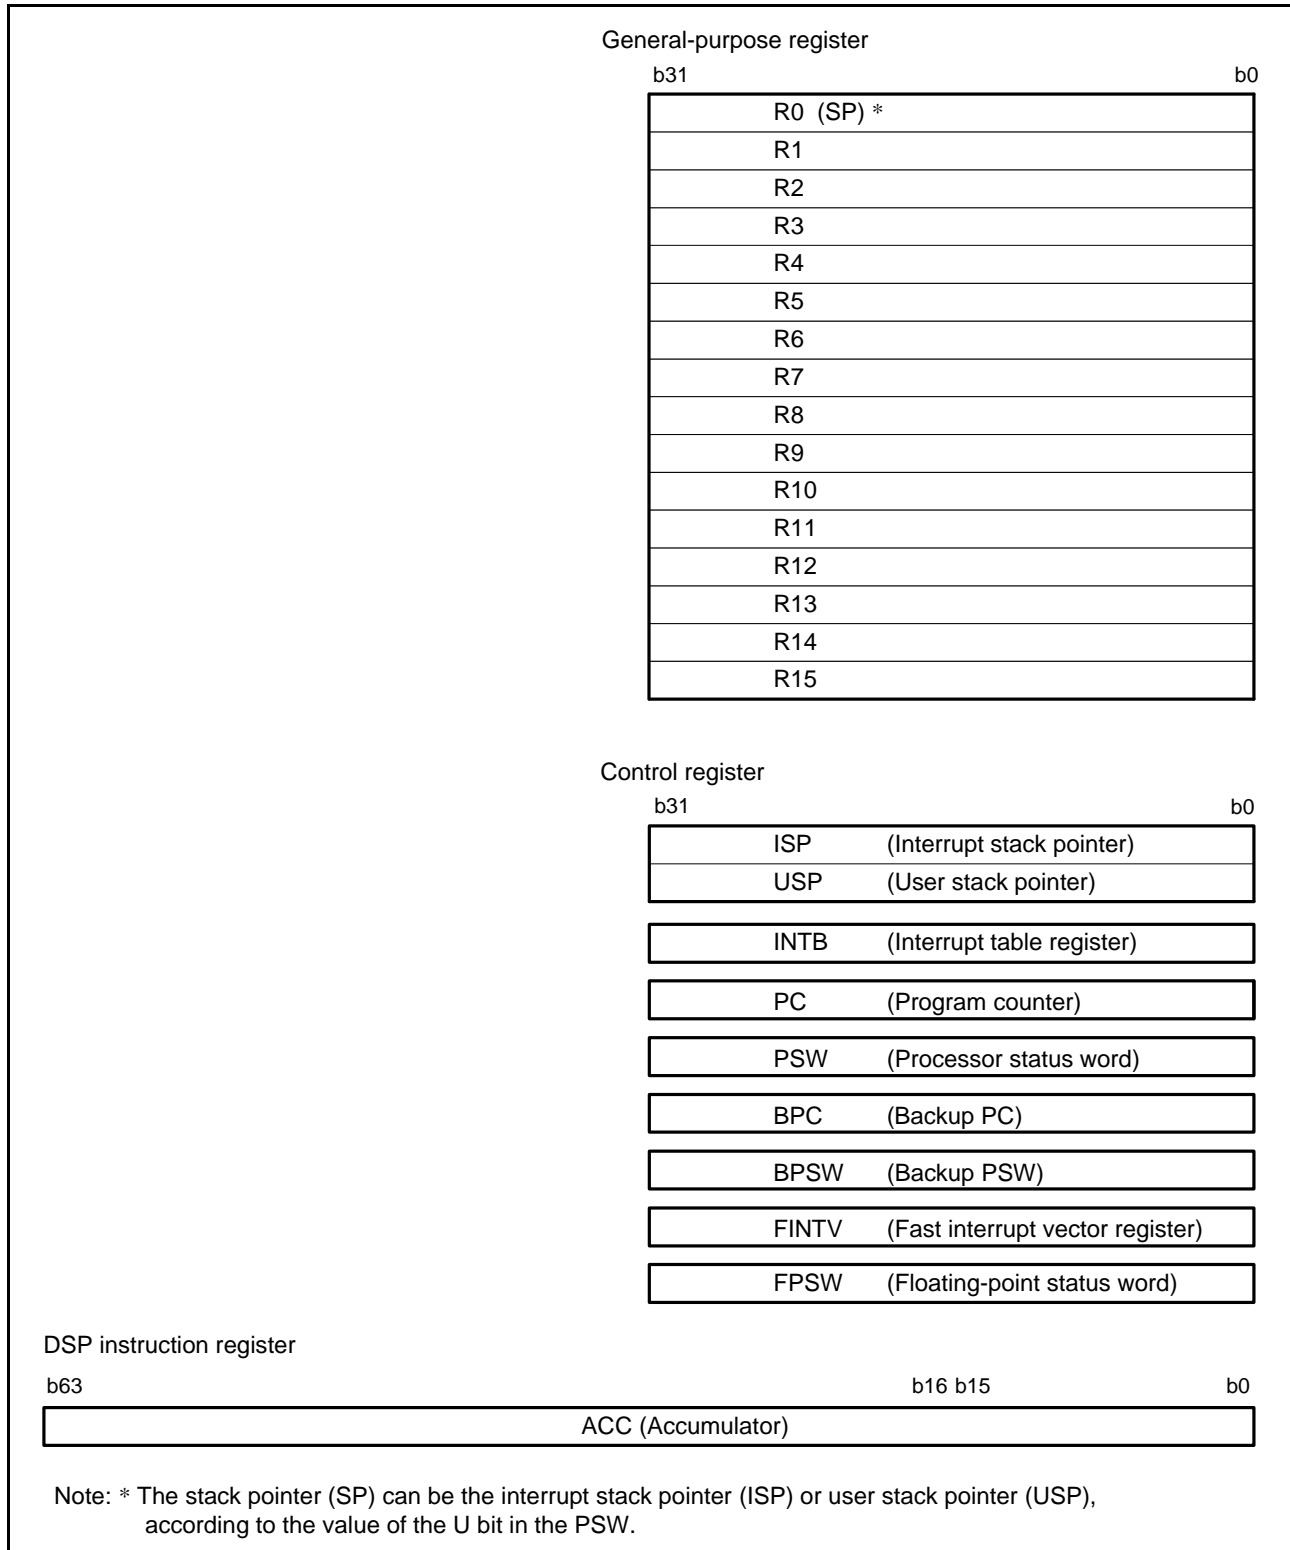 General-purpose register
b31 b0
R0 (SP) *
R1
R2
R3
R4
R5
R6
R7
R8
R9
R10
R11
R12
R13
R14
R15
Control register
b31 b0
ISP (Interrupt stack pointer)
USP (User stack pointer)
INTB (Interrupt table register)
PC (Program counter)
PSW (Processor status word)
BPC (Backup PC)
BPSW (Backup PSW)
FINTV (Fast interrupt vector register)
FPSW (Floating-point status word)
DSP instruction register
b63 b16 b15 b0
ACC (Accumulator)
Note: * The stack pointer (SP) can be the interrupt stack pointer (ISP) or user stack pointer (USP),
according to the value of the U bit in the PSW.